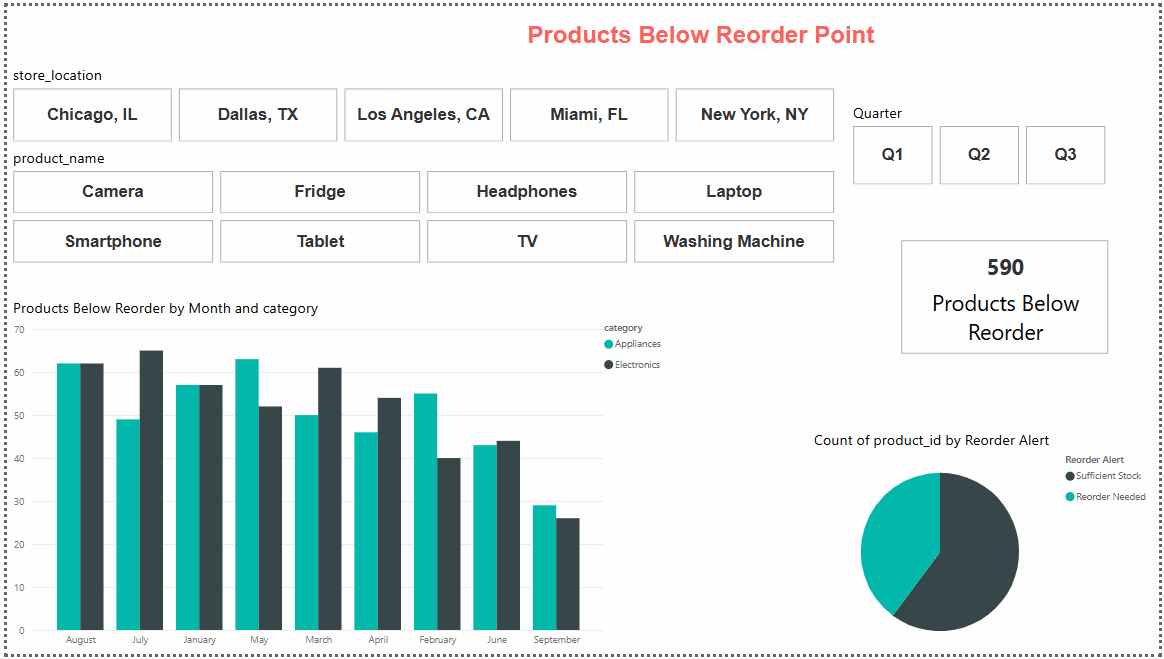 Products Below Reorder Point
store_location
Chicago, IL
Dallas, TX
Los Angeles, CA
Miami, FL
New York, NY
Quarter
Q1
Q2
Q3
product_name
Camera
Fridge
Headphones
Laptop
Smartphone
Tablet
TV
Washing Machine
590
Products Below
Reorder
Products Below Reorder by Month and category
category
Appliances
Electronics
70
60
50
40
30
20
10
0
August
July
January
May
March
April
February
June
September
Count of product_id by Reorder Alert
Reorder Alert
Sufficient Stock
Reorder Needed